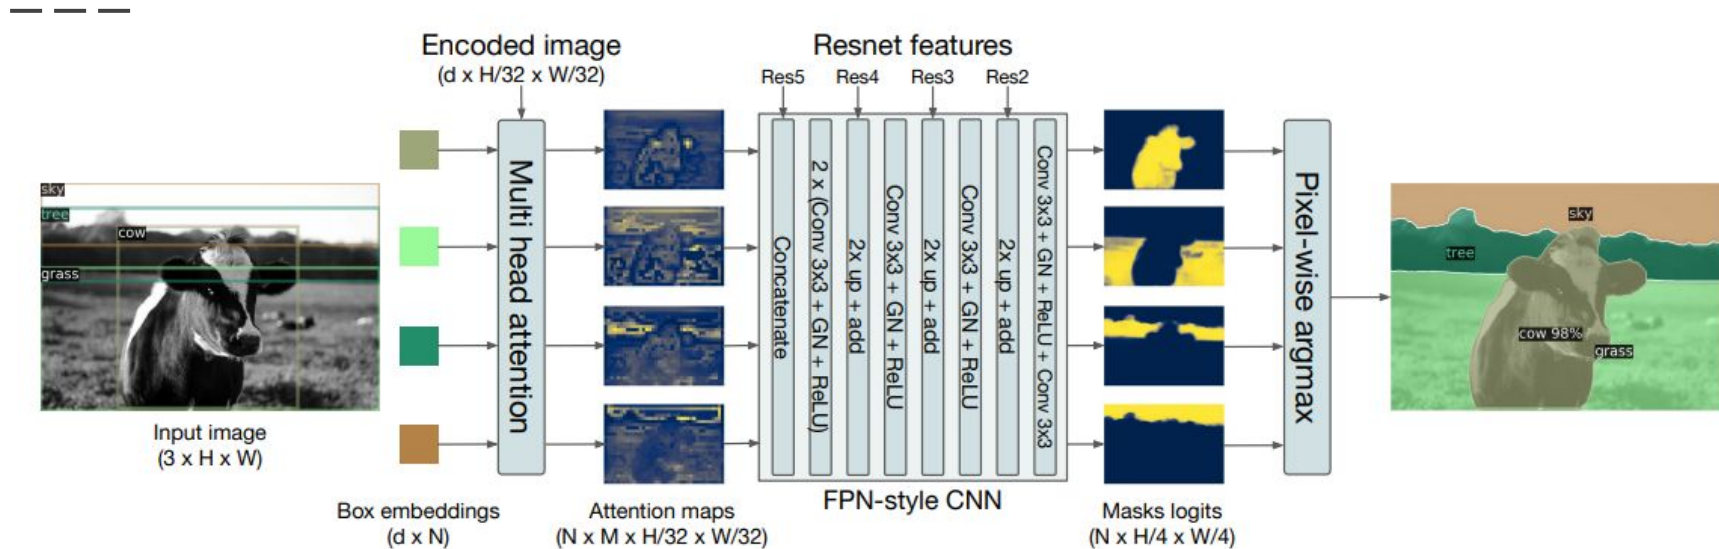 Encoded image
(d x H/32 x W/32)
Resnet features
Res5
Res4
Res3
Res2
sky
tree
cow
grass
Input image
(3 x H x W)
Box embeddings
(d x N)
Multi head attention
Attention maps
(N x M x H/32 x W/32)
Concatenate
2 x (Conv 3x3 + GN + ReLU)
2x up + add
Conv 3x3 + GN + ReLU
2x up + add
Conv 3x3 + GN + ReLU
2x up + add
Conv 3x3 + GN + ReLU + Conv 3x3
FPN-style CNN
Masks logits
(N x H/4 x W/4)
Pixel-wise argmax
sky
tree
cow 98%
grass